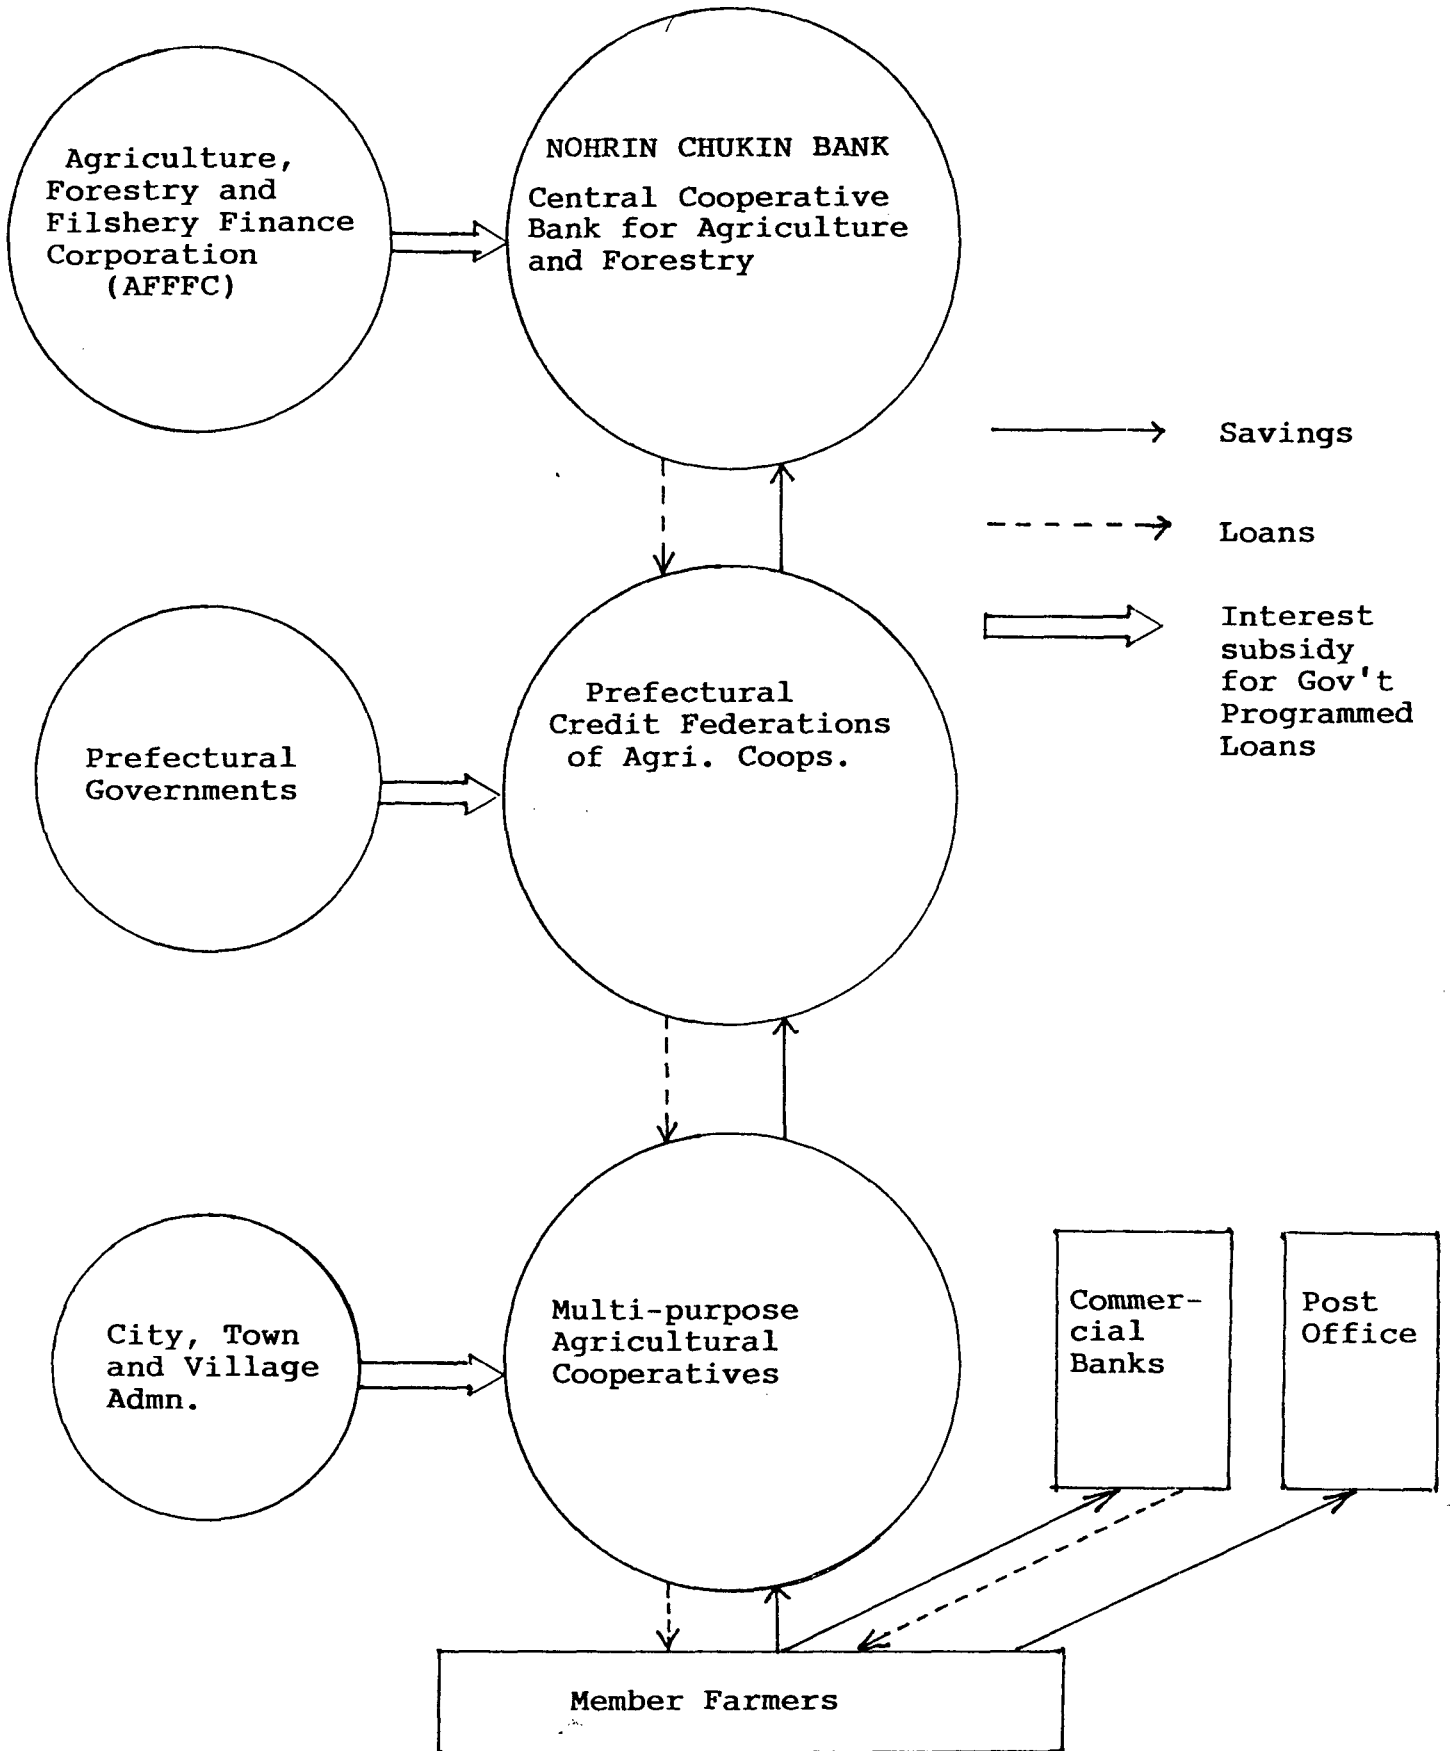 Agriculture,
Forestry and
Filshery Finance
Corporation
(AFFFC)
NOHRIN CHUKIN BANK
Central Cooperative
Bank for Agriculture
and Forestry
Savings
Loans
Interest
subsidy
for Gov't
Programmed
Loans
Prefectural
Governments
Prefectural
Credit Federations
of Agri. Coops.
City, Town
and Village
Admn.
Multi-purpose
Agricultural
Cooperatives
Commer-
cial
Banks
Post
Office
Member Farmers